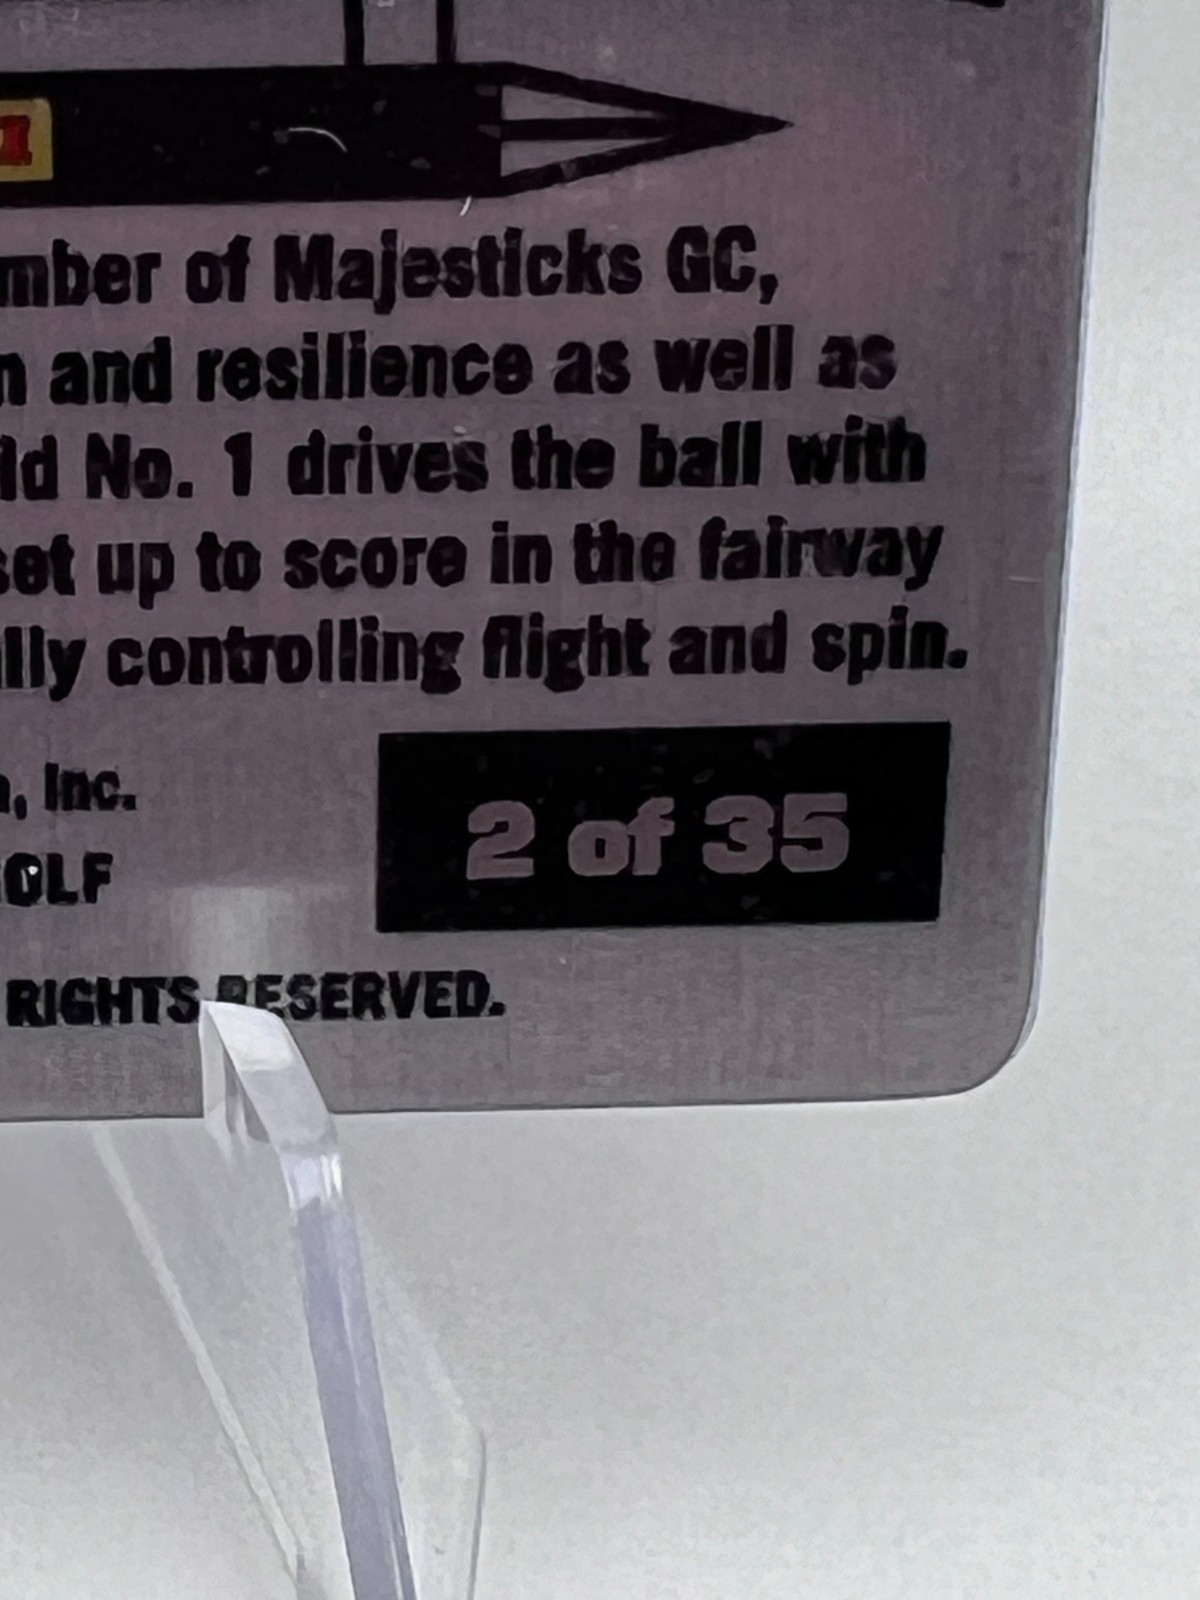 mber of Majesticks GC,
n and resilience as well as
ld No. 1 drives the ball with
set up to score in the fairway
lly controlling flight and spin.
, Inc.
2 of 35
OLF
RIGHTS RESERVED.